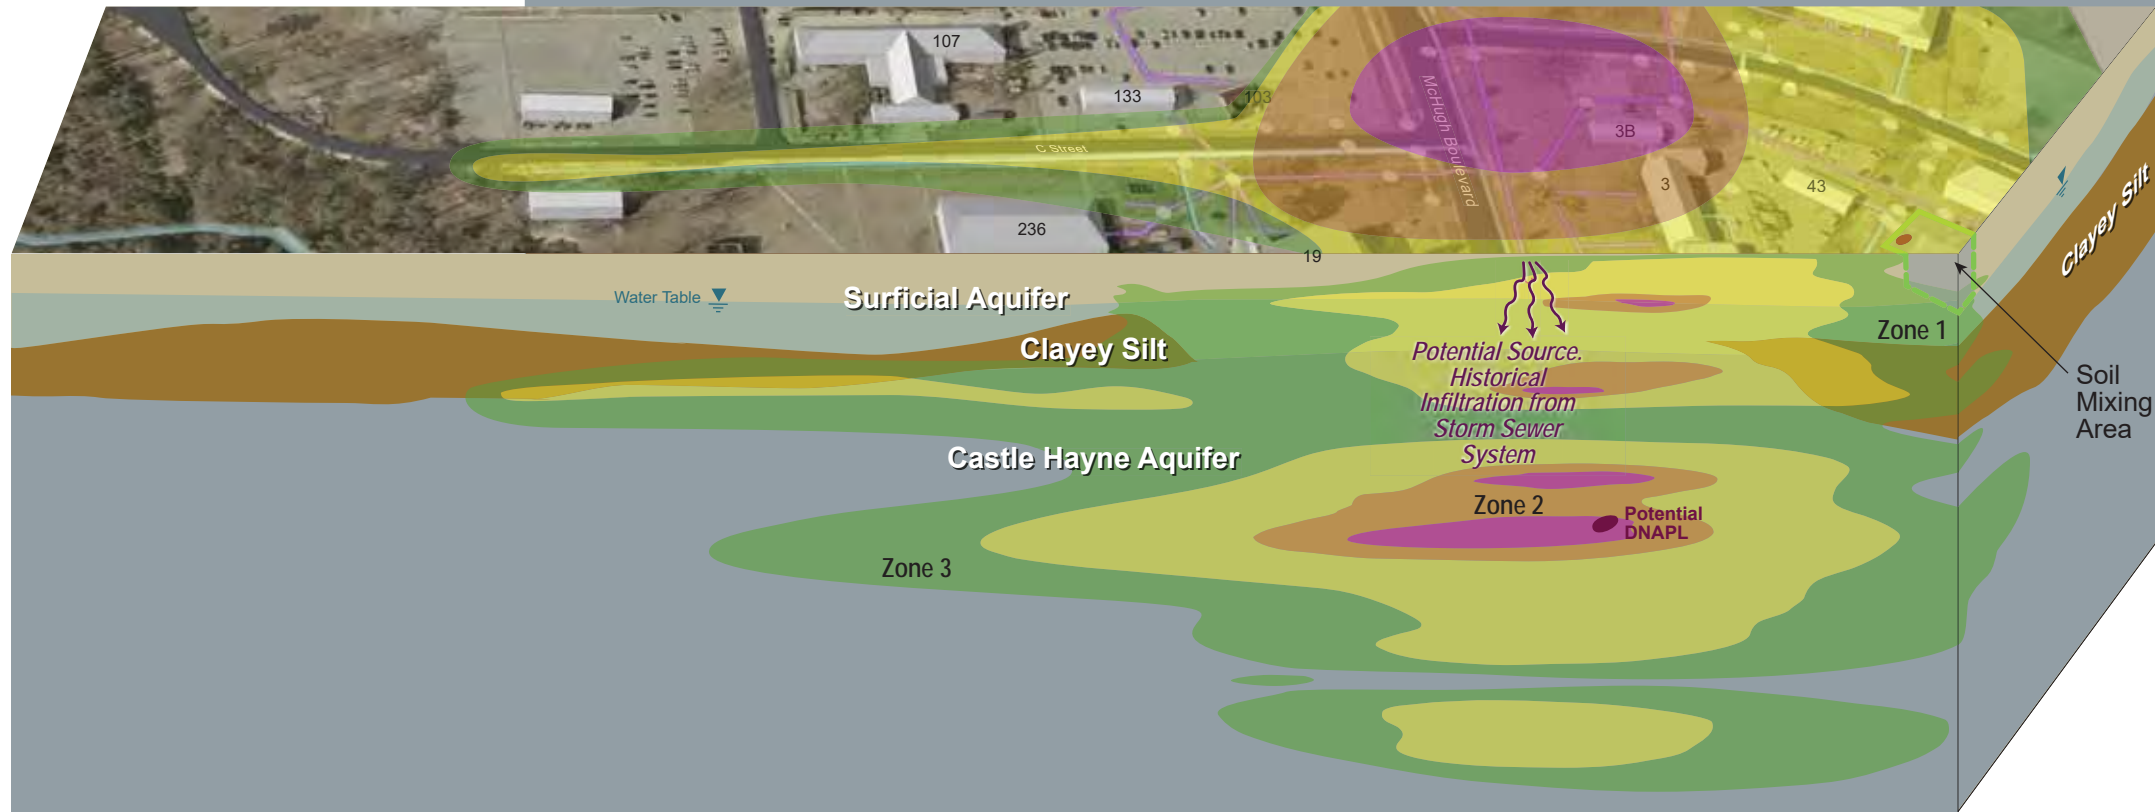 107
133
103
C Street
McHugh Boulevard
3B
3
43
236
19
Water Table
Surficial Aquifer
Clayey Silt
Clayey Silt
Zone 1
Soil
Mixing
Area
Potential Source.
Historical
Infiltration from
Storm Sewer
System
Castle Hayne Aquifer
Zone 2
Potential
DNAPL
Zone 3